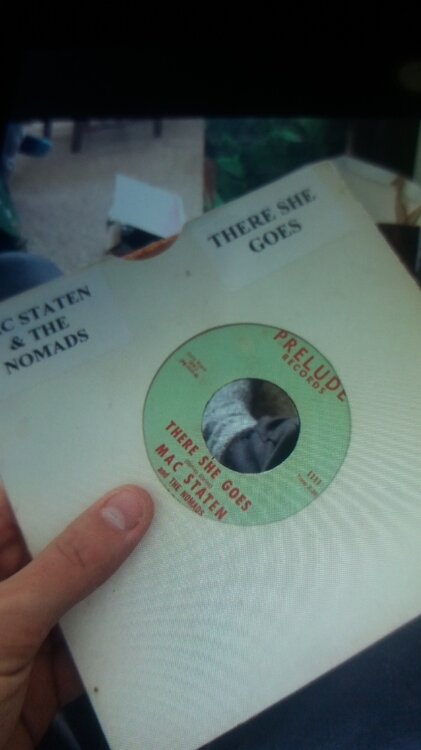 THERE SHE
GOES
C STATEN
& THE
NOMADS
PRELUDE
RECORDS
THERE SHE GOES
MAC STATEN
and THE NOMADS